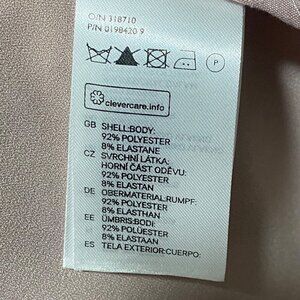 O/N 318710
P/N 0198420 9
P
clevercare.info
GB SHELL:BODY:
92% POLYESTER
8% ELASTANE
CZ SVRCHNÍ LÁTKA:
HORNÍ ČÁST ODĚVU:
92% POLYESTER
8% ELASTAN
DE OBERMATERIAL:RUMPF:
92% POLYESTER
8% ELASTHAN
EE ÜMBRIS:BODY:
92% POLÜESTER
8% ELASTAAN
ES TELA EXTERIOR:CUERPO: